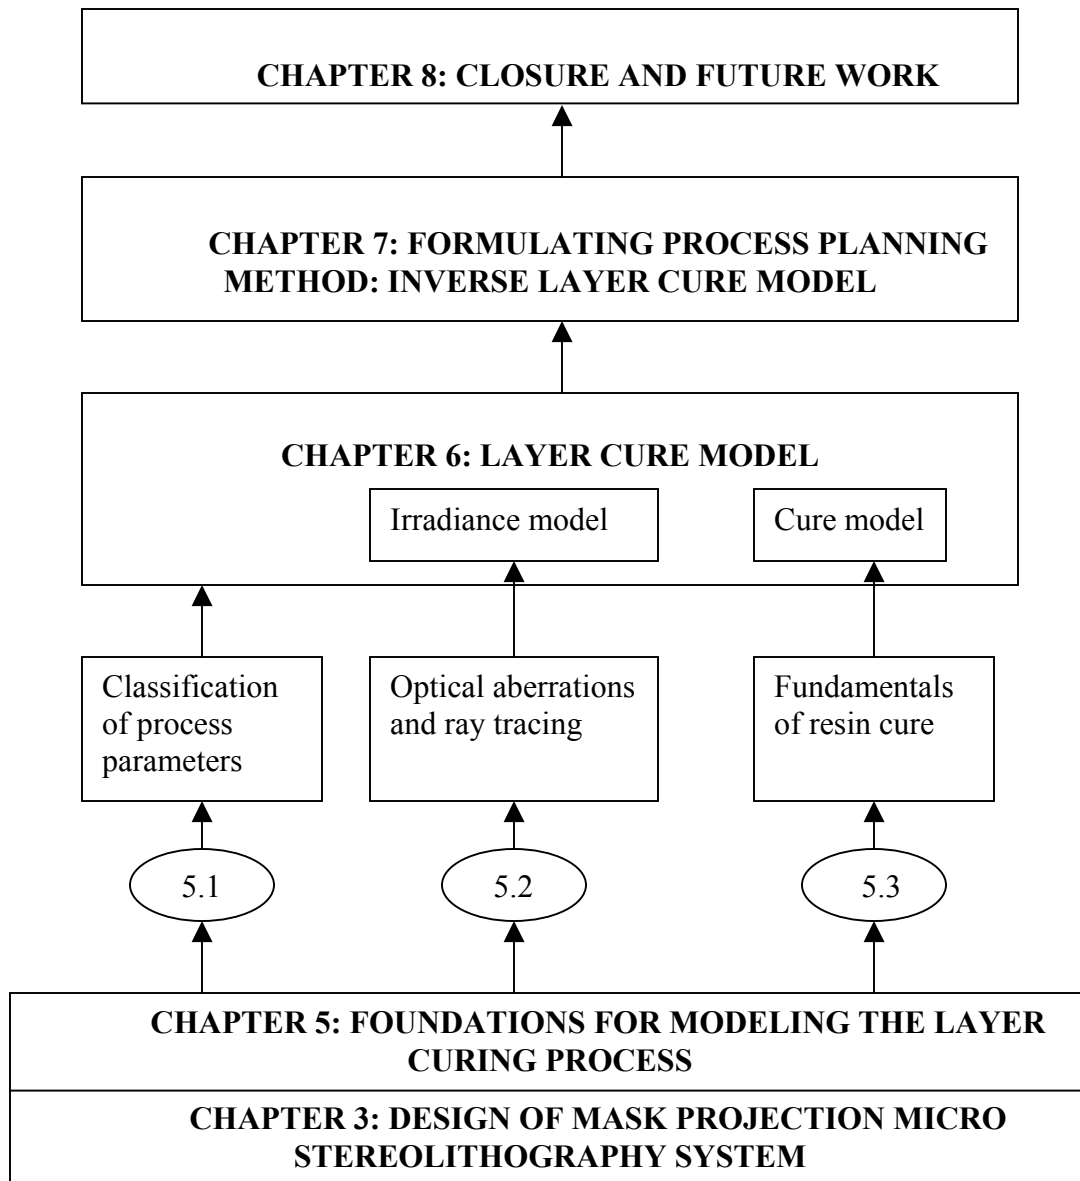 CHAPTER 8: CLOSURE AND FUTURE WORK
CHAPTER 7: FORMULATING PROCESS PLANNING
METHOD: INVERSE LAYER CURE MODEL
CHAPTER 6: LAYER CURE MODEL
Irradiance model
Cure model
Classification
of process
parameters
Optical aberrations
and ray tracing
Fundamentals
of resin cure
5.1
5.2
5.3
CHAPTER 5: FOUNDATIONS FOR MODELING THE LAYER
CURING PROCESS
CHAPTER 3: DESIGN OF MASK PROJECTION MICRO
STEREOLITHOGRAPHY SYSTEM